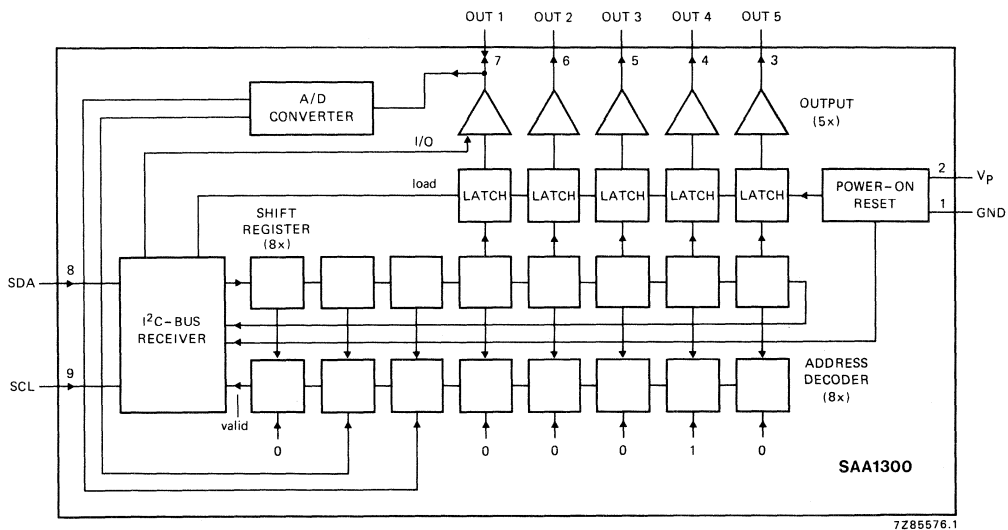 OUT 1 OUT 2 OUT 3 OUT 4 OUT 5
7 6 5 4 3
A/D
CONVERTER
OUTPUT
(5x)
I/O
load
LATCH LATCH LATCH LATCH LATCH
POWER-ON
RESET
2 VP
1 GND
SHIFT
REGISTER
(8x)
SDA 8
I²C-BUS
RECEIVER
SCL 9
valid
ADDRESS
DECODER
(8x)
0 0 0 0 1 0
SAA1300
7Z85576.1